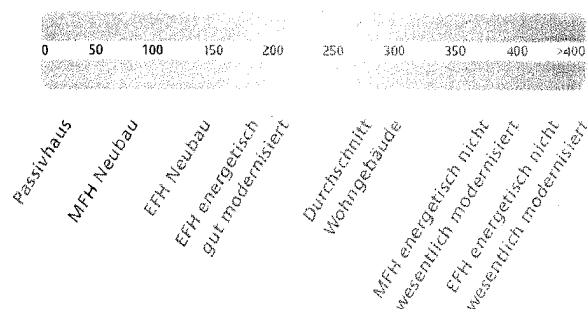 0 50 100 150 200 250 300 350 400 >400
Passivhaus
MFH Neubau
EFH Neubau
EFH energetisch
gut modernisiert
Durchschnitt
Wohngebäude
MFH energetisch nicht
wesentlich modernisiert
EFH energetisch nicht
wesentlich modernisiert